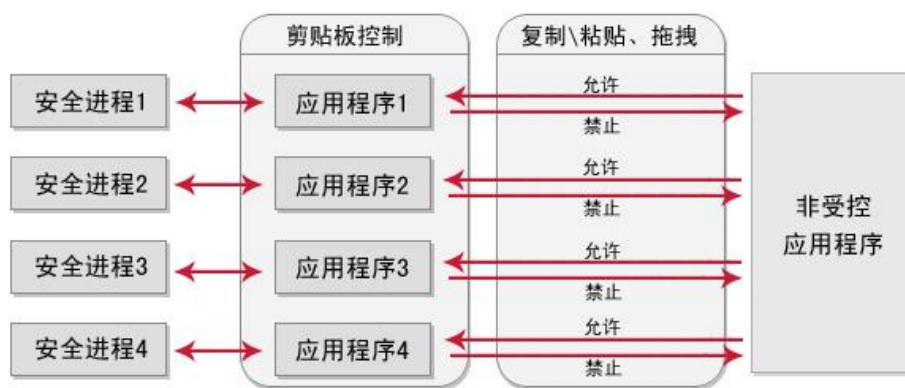 剪贴板控制
复制\粘贴、拖拽
安全进程1
应用程序1
允许
禁止
安全进程2
应用程序2
允许
禁止
非受控
应用程序
安全进程3
应用程序3
允许
禁止
安全进程4
应用程序4
允许
禁止